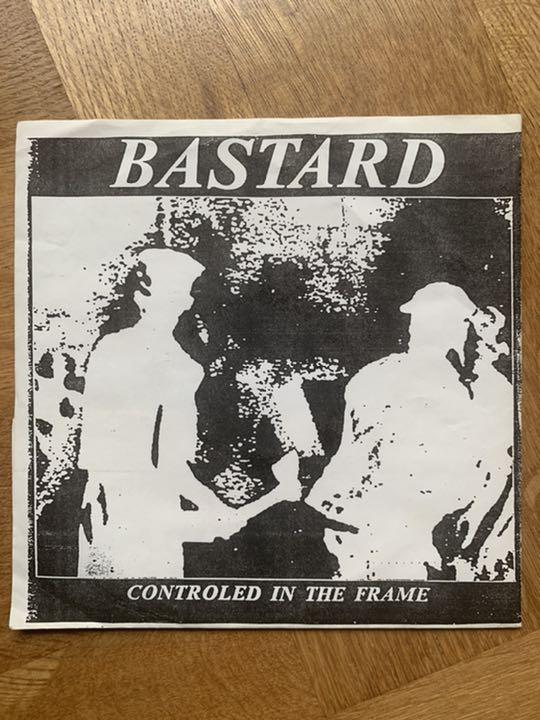 BASTARD
CONTROLED IN THE FRAME